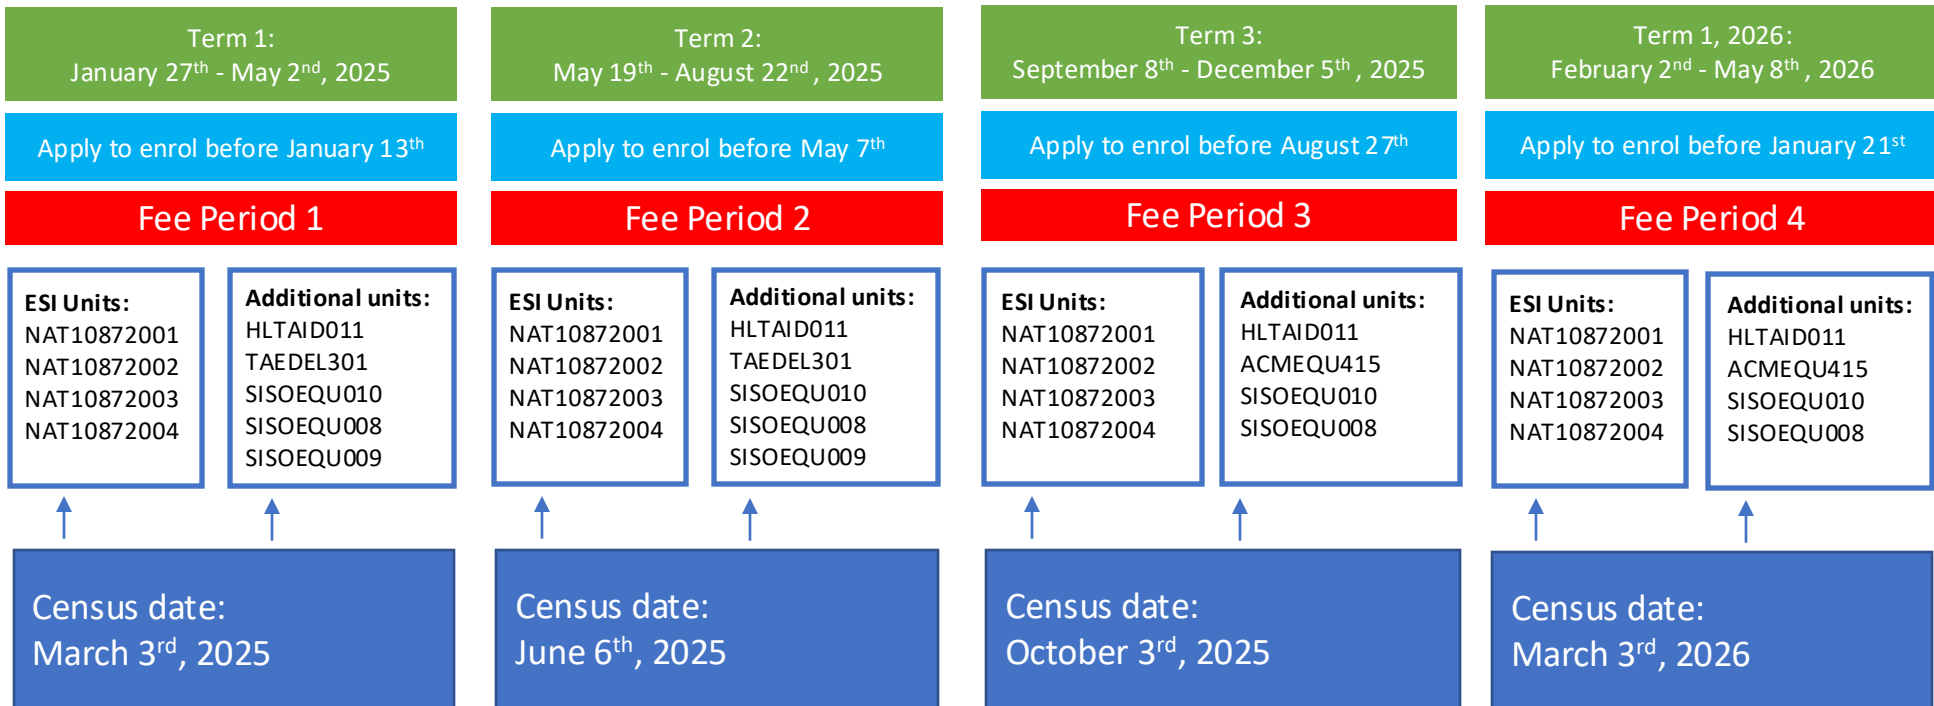 Term 1:
January 27th - May 2nd, 2025
Apply to enrol before January 13th
Fee Period 1
ESI Units:
NAT10872001
NAT10872002
NAT10872003
NAT10872004
Additional units:
HLTAID011
TAEDEL301
SISOEQU010
SISOEQU008
SISOEQU009
Census date:
March 3rd, 2025
Term 2:
May 19th - August 22nd , 2025
Apply to enrol before May 7th
Fee Period 2
ESI Units:
NAT10872001
NAT10872002
NAT10872003
NAT10872004
Additional units:
HLTAID011
TAEDEL301
SISOEQU010
SISOEQU008
SISOEQU009
Census date:
June 6th, 2025
Term 3:
September 8th - December 5th , 2025
Apply to enrol before August 27th
Fee Period 3
ESI Units:
NAT10872001
NAT10872002
NAT10872003
NAT10872004
Additional units:
HLTAID011
ACMEQU415
SISOEQU010
SISOEQU008
Census date:
October 3rd, 2025
Term 1, 2026:
February 2nd - May 8th , 2026
Apply to enrol before January 21st
Fee Period 4
ESI Units:
NAT10872001
NAT10872002
NAT10872003
NAT10872004
Additional units:
HLTAID011
ACMEQU415
SISOEQU010
SISOEQU008
Census date:
March 3rd, 2026